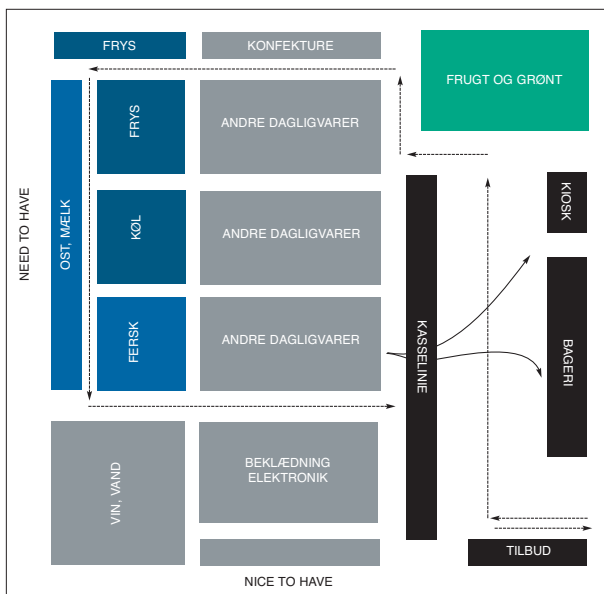 FRYS
KONFEKTURE
FRUGT OG GRØNT
FRYS
ANDRE DAGLIGVARER
KIOSK
NEED TO HAVE
OST, MÆLK
KØL
ANDRE DAGLIGVARER
KASSELINIE
FERSK
ANDRE DAGLIGVARER
BAGERI
VIN, VAND
BEKLÆDNING
ELEKTRONIK
TILBUD
NICE TO HAVE